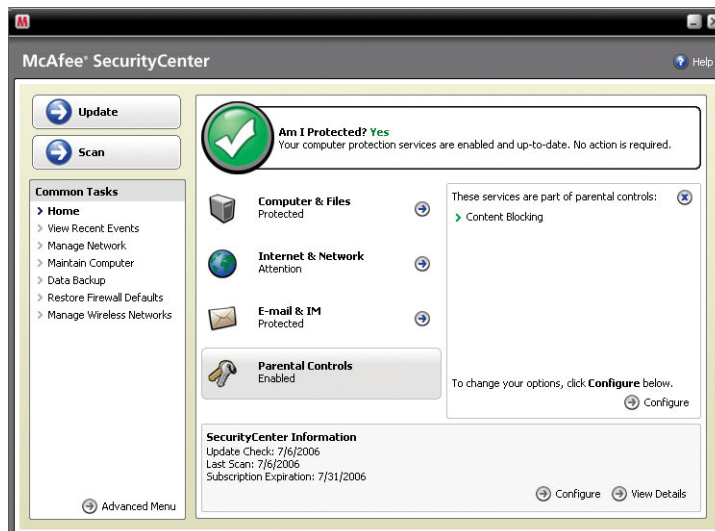 McAfee® SecurityCenter
Help
Update
Scan
Common Tasks
Home
View Recent Events
Manage Network
Maintain Computer
Data Backup
Restore Firewall Defaults
Manage Wireless Networks
Advanced Menu
Am I Protected? Yes
Your computer protection services are enabled and up-to-date. No action is required.
Computer & Files
Protected
Internet & Network
Attention
E-mail & IM
Protected
Parental Controls
Enabled
These services are part of parental controls:
Content Blocking
To change your options, click Configure below.
Configure
SecurityCenter Information
Update Check: 7/6/2006
Last Scan: 7/6/2006
Subscription Expiration: 7/31/2006
Configure
View Details